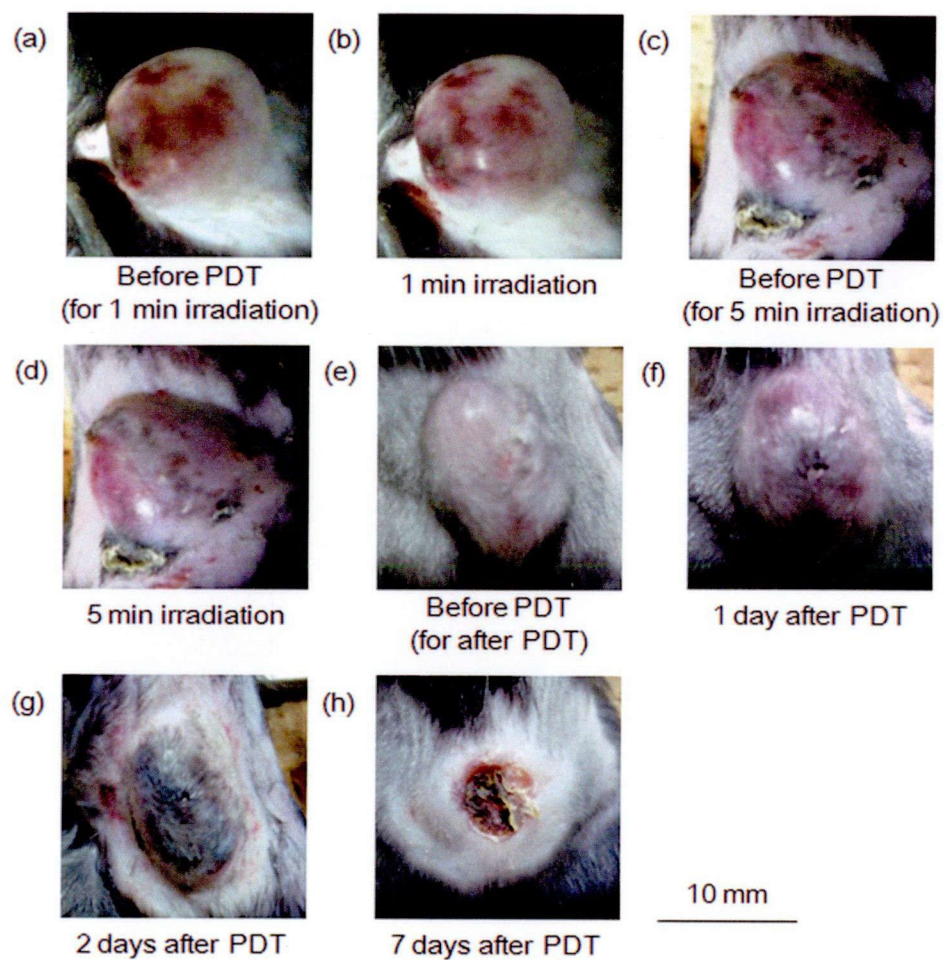 (a)
(b)
(c)
Before PDT
(for 1 min irradiation)
1 min irradiation
Before PDT
(for 5 min irradiation)
(d)
(e)
(f)
5 min irradiation
Before PDT
(for after PDT)
1 day after PDT
(g)
(h)
10 mm
2 days after PDT
7 days after PDT